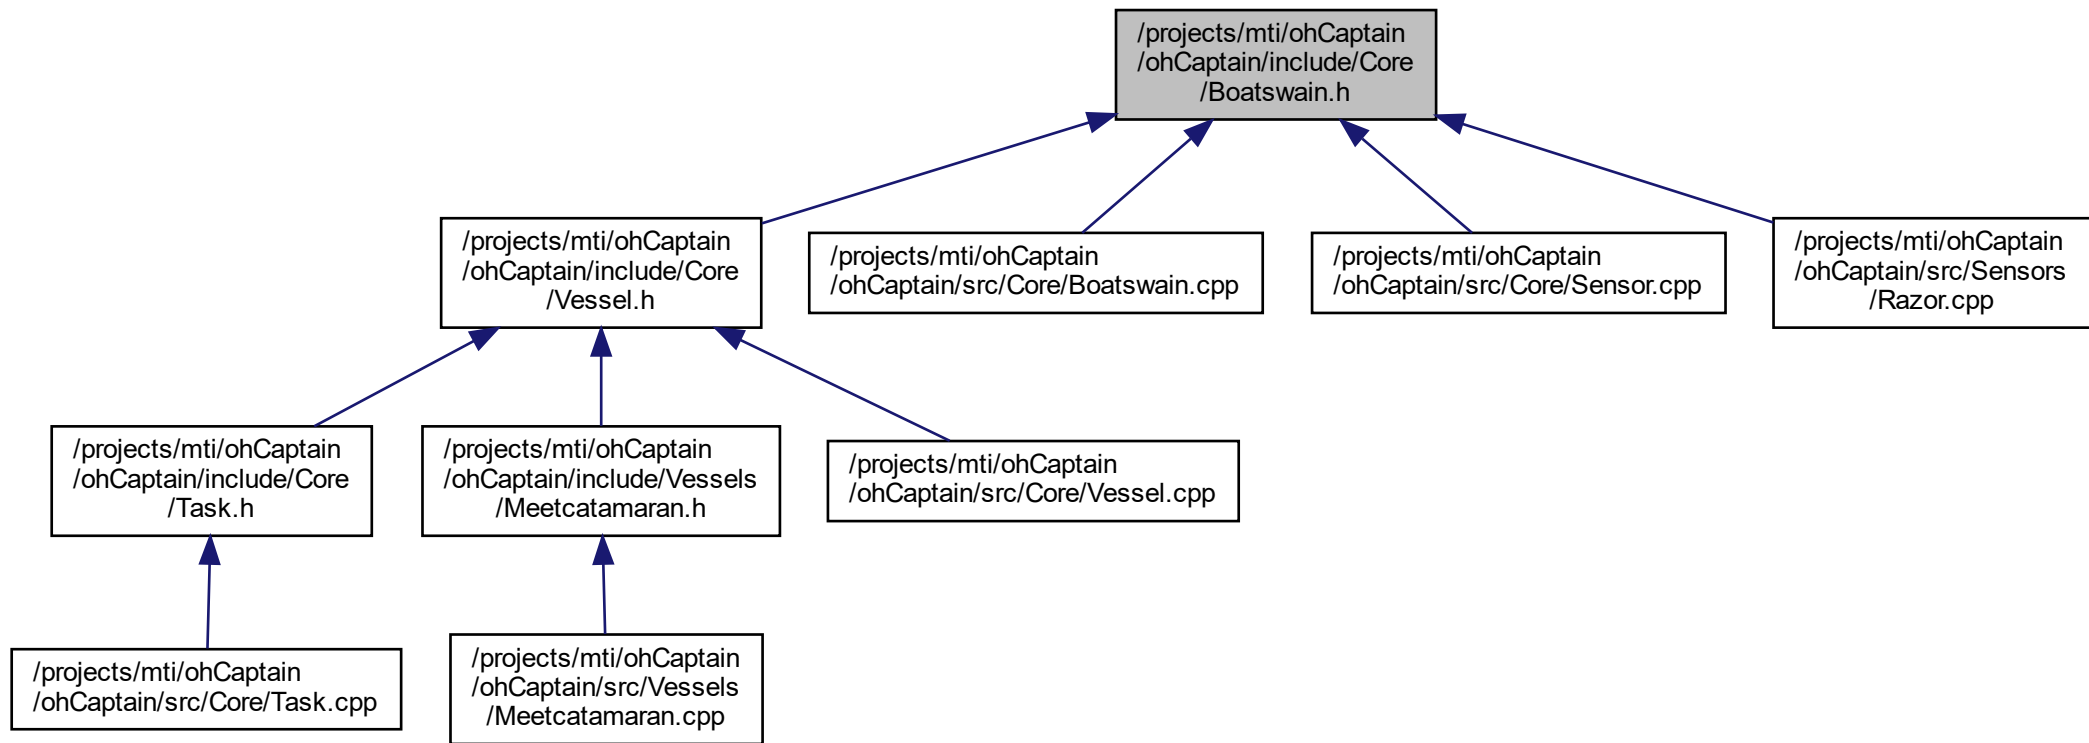 /projects/mti/ohCaptain
/ohCaptain/include/Core
/Boatswain.h
/projects/mti/ohCaptain
/ohCaptain/include/Core
/Vessel.h
/projects/mti/ohCaptain
/ohCaptain/src/Core/Boatswain.cpp
/projects/mti/ohCaptain
/ohCaptain/src/Core/Sensor.cpp
/projects/mti/ohCaptain
/ohCaptain/src/Sensors
/Razor.cpp
/projects/mti/ohCaptain
/ohCaptain/include/Core
/Task.h
/projects/mti/ohCaptain
/ohCaptain/include/Vessels
/Meetcatamaran.h
/projects/mti/ohCaptain
/ohCaptain/src/Core/Vessel.cpp
/projects/mti/ohCaptain
/ohCaptain/src/Core/Task.cpp
/projects/mti/ohCaptain
/ohCaptain/src/Vessels
/Meetcatamaran.cpp